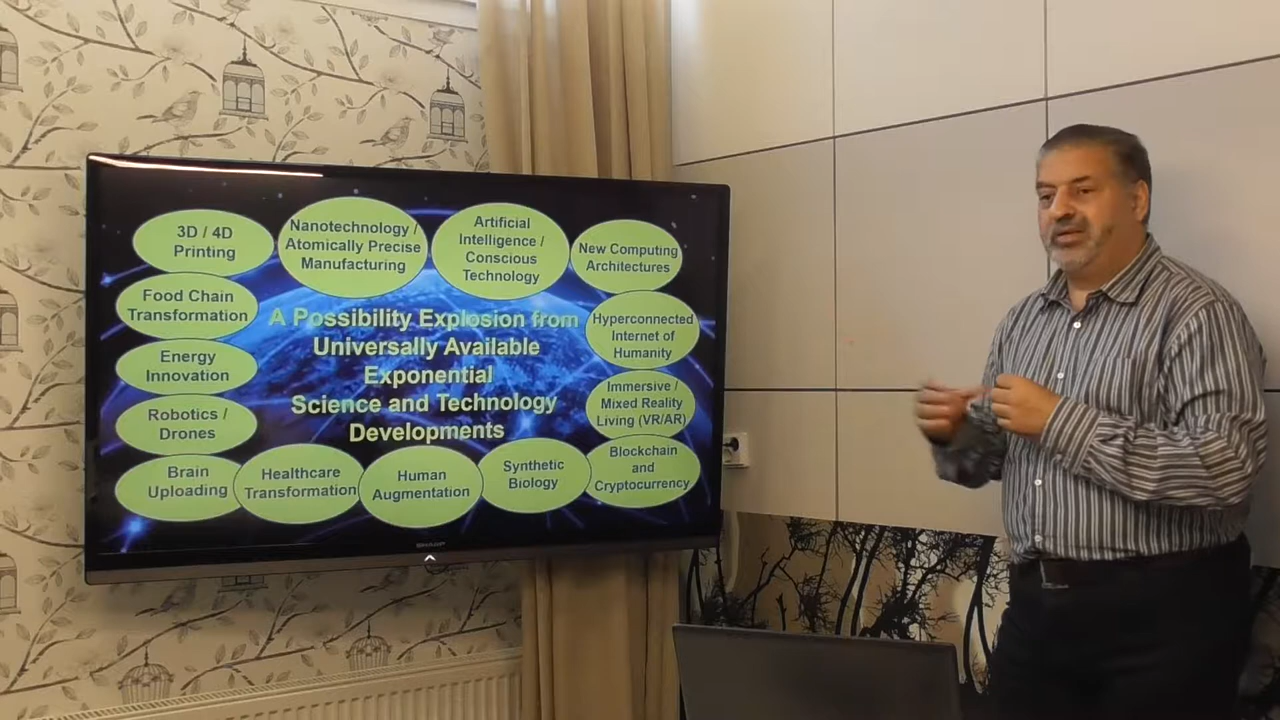 3D / 4D
Printing
Nanotechnology /
Atomically Precise
Manufacturing
Artificial
Intelligence /
Conscious
Technology
New Computing
Architectures
Food Chain
Transformation
A Possibility Explosion from
Universally Available
Exponential
Science and Technology
Developments
Hyperconnected
Internet of
Humanity
Energy
Innovation
Immersive /
Mixed Reality
Living (VR/AR)
Robotics /
Drones
Brain
Uploading
Healthcare
Transformation
Human
Augmentation
Synthetic
Biology
Blockchain
and
Cryptocurrency